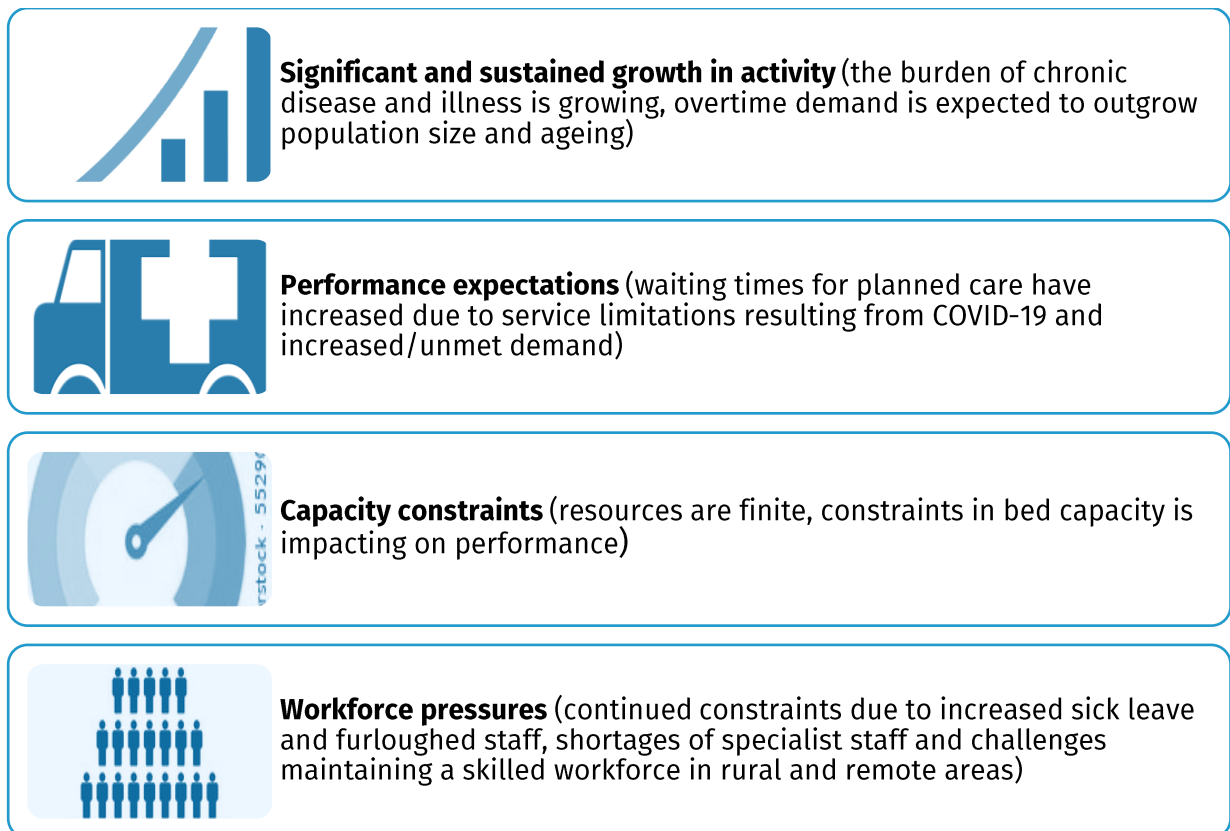 Significant and sustained growth in activity (the burden of chronic
disease and illness is growing, overtime demand is expected to outgrow
population size and ageing)
Performance expectations (waiting times for planned care have
increased due to service limitations resulting from COVID-19 and
increased/unmet demand)
Capacity constraints (resources are finite, constraints in bed capacity is
impacting on performance)
rstock - 5529
Workforce pressures (continued constraints due to increased sick leave
and furloughed staff, shortages of specialist staff and challenges
maintaining a skilled workforce in rural and remote areas)